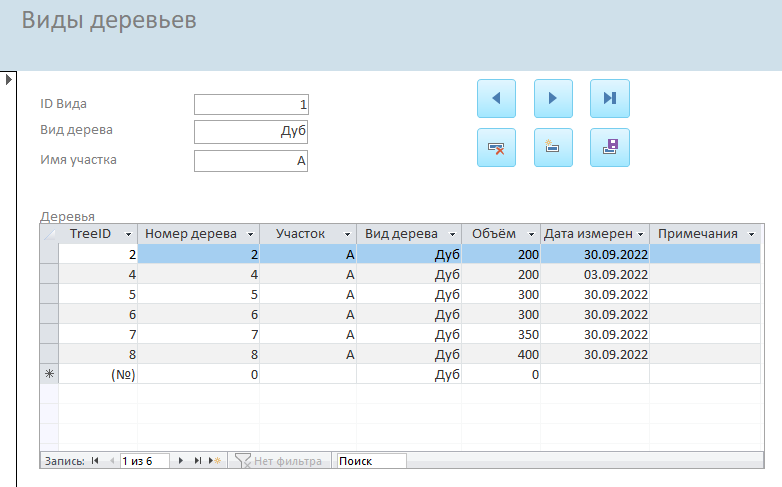 Виды деревьев
ID Вида 1
Вид дерева Дуб
Имя участка А
Деревья
TreeID Номер дерева Участок Вид дерева Объём Дата измерен Примечания
2 2 А Дуб 200 30.09.2022
4 4 А Дуб 200 03.09.2022
5 5 А Дуб 300 30.09.2022
6 6 А Дуб 300 30.09.2022
7 7 А Дуб 350 30.09.2022
8 8 А Дуб 400 30.09.2022
(№) 0 Дуб 0
Запись: 1 из 6 Нет фильтра Поиск